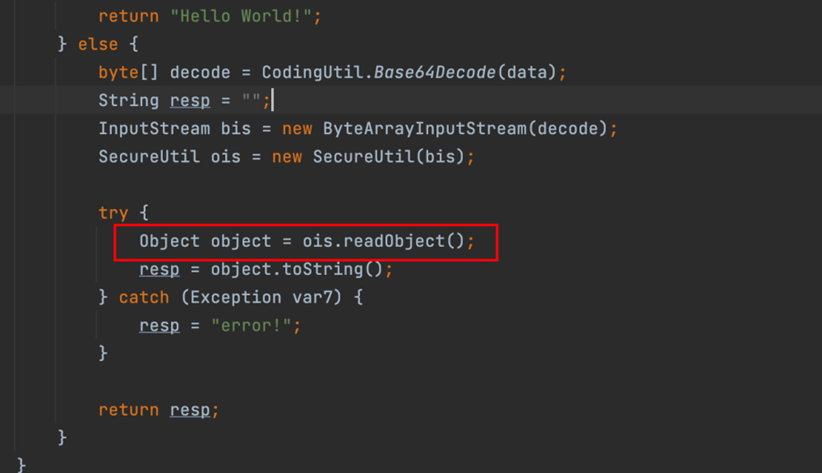 return "Hello World!";
} else {
byte[] decode = CodingUtil.Base64Decode(data);
String resp = "";
InputStream bis = new ByteArrayInputStream(decode);
SecureUtil ois = new SecureUtil(bis);
try {
Object object = ois.readObject();
resp = object.toString();
} catch (Exception var7) {
resp = "error!";
}
return resp;
}
}